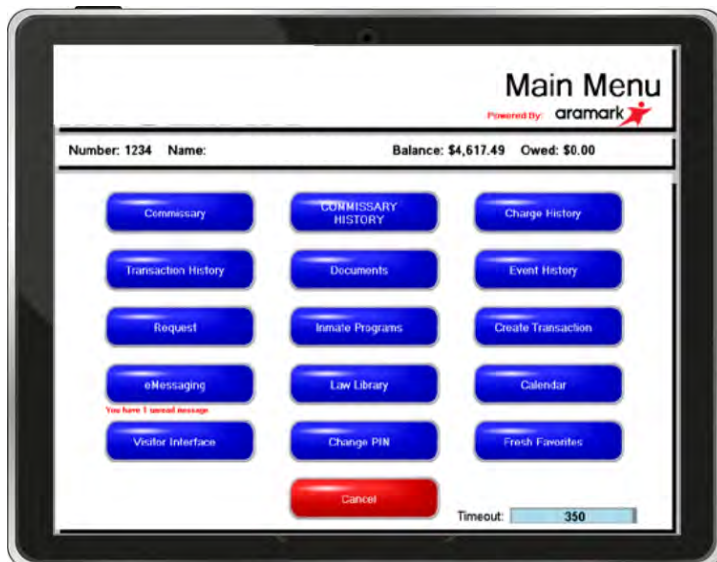 Main Menu
Powered By: aramark
Number: 1234 Name: Balance: $4,617.49 Owed: $0.00
Commissary
COMMISSARY
HISTORY
Charge History
Transaction History
Documents
Event History
Request
Inmate Programs
Create Transaction
eMessaging
Law Library
Calendar
You have 1 unread message
Visitor Interface
Change PIN
Fresh Favorites
Cancel
Timeout: 350